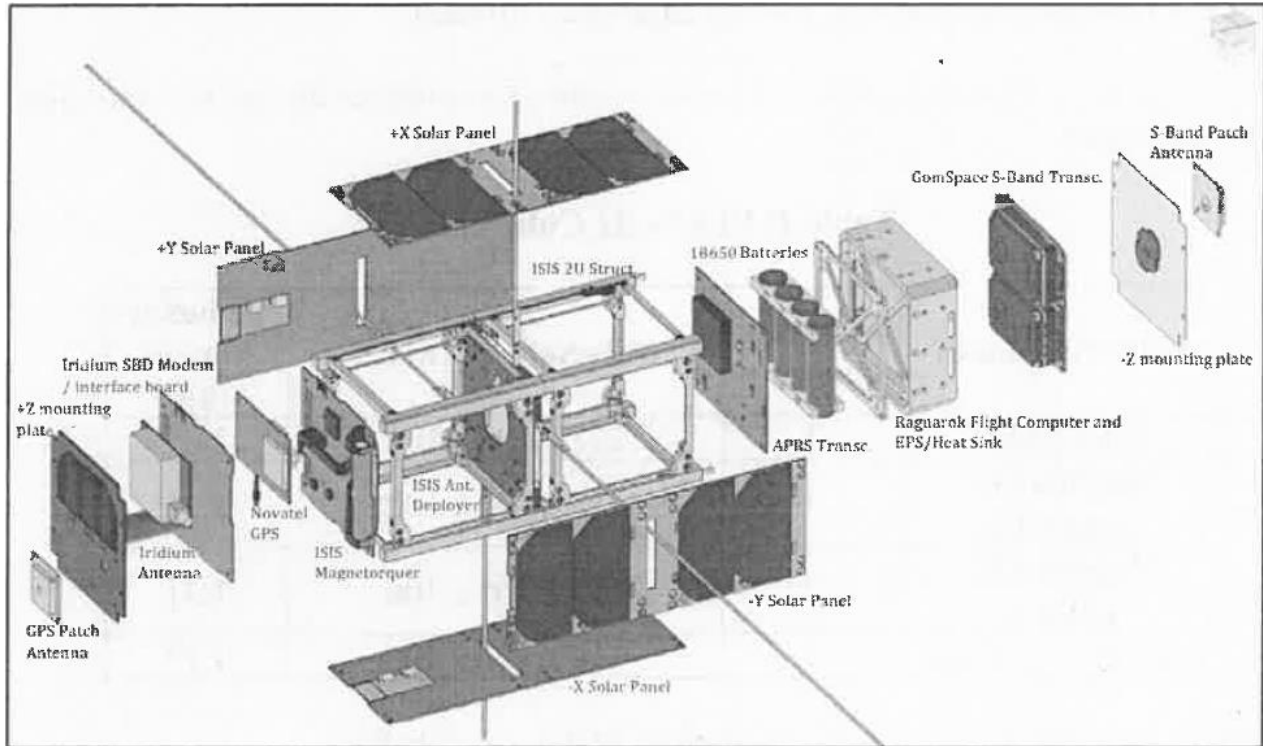 +X Solar Panel
S-Band Patch
Antenna
GomSpace S-Band Transc.
+Y Solar Panel
18650 Batteries
ISIS 2U Struct.
Iridium SBD Modem
/ interface board
-Z mounting plate
+Z mounting
plate
Ragnarok Flight Computer and
EPS/Heat Sink
APRS Transc.
ISIS Ant.
Deployer
Novatel
GPS
Iridium
Antenna
ISIS
Magnetorquer
-Y Solar Panel
GPS Patch
Antenna
-X Solar Panel